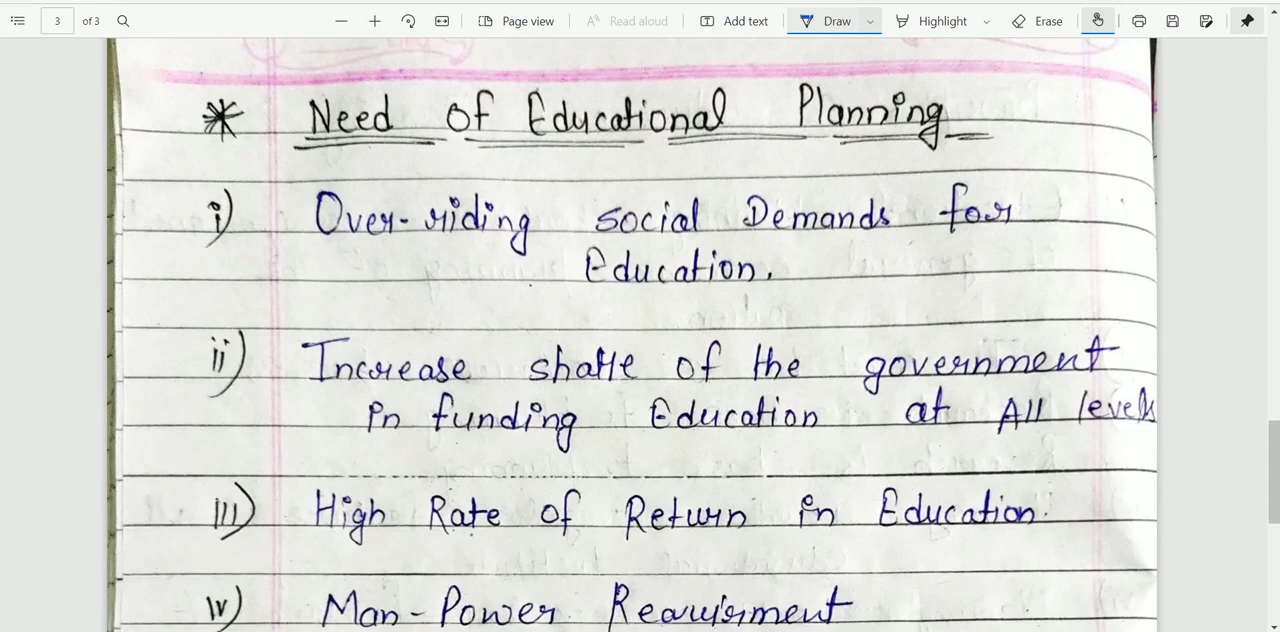 3 of 3 Page view Read aloud Add text Draw Highlight Erase
* Need of Educational Planning
i) Over-riding social Demands for
Education.
ii) Increase share of the government
in funding Education at All levels
iii) High Rate of Return in Education.
iv) Man-Power Requirment